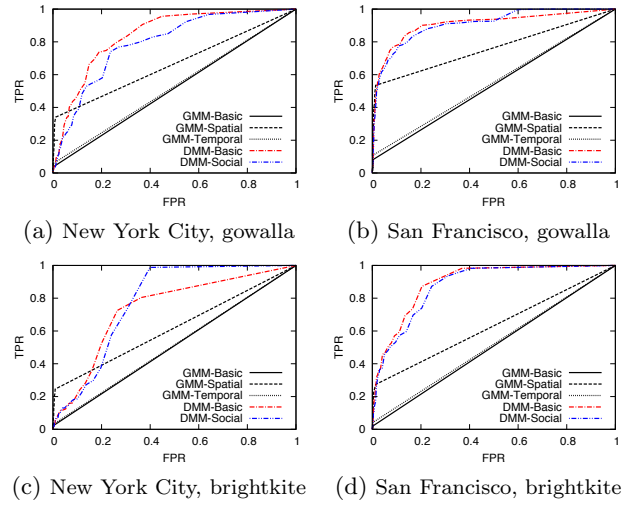 1
0.8
0.6
0.4
0.2
0
TPR
0 0.2 0.4 0.6 0.8 1
FPR
GMM-Basic
GMM-Spatial
GMM-Temporal
DMM-Basic
DMM-Social
(a) New York City, gowalla
1
0.8
0.6
0.4
0.2
0
TPR
0 0.2 0.4 0.6 0.8 1
FPR
GMM-Basic
GMM-Spatial
GMM-Temporal
DMM-Basic
DMM-Social
(b) San Francisco, gowalla
1
0.8
0.6
0.4
0.2
0
TPR
0 0.2 0.4 0.6 0.8 1
FPR
GMM-Basic
GMM-Spatial
GMM-Temporal
DMM-Basic
DMM-Social
(c) New York City, brightkite
1
0.8
0.6
0.4
0.2
0
TPR
0 0.2 0.4 0.6 0.8 1
FPR
GMM-Basic
GMM-Spatial
GMM-Temporal
DMM-Basic
DMM-Social
(d) San Francisco, brightkite